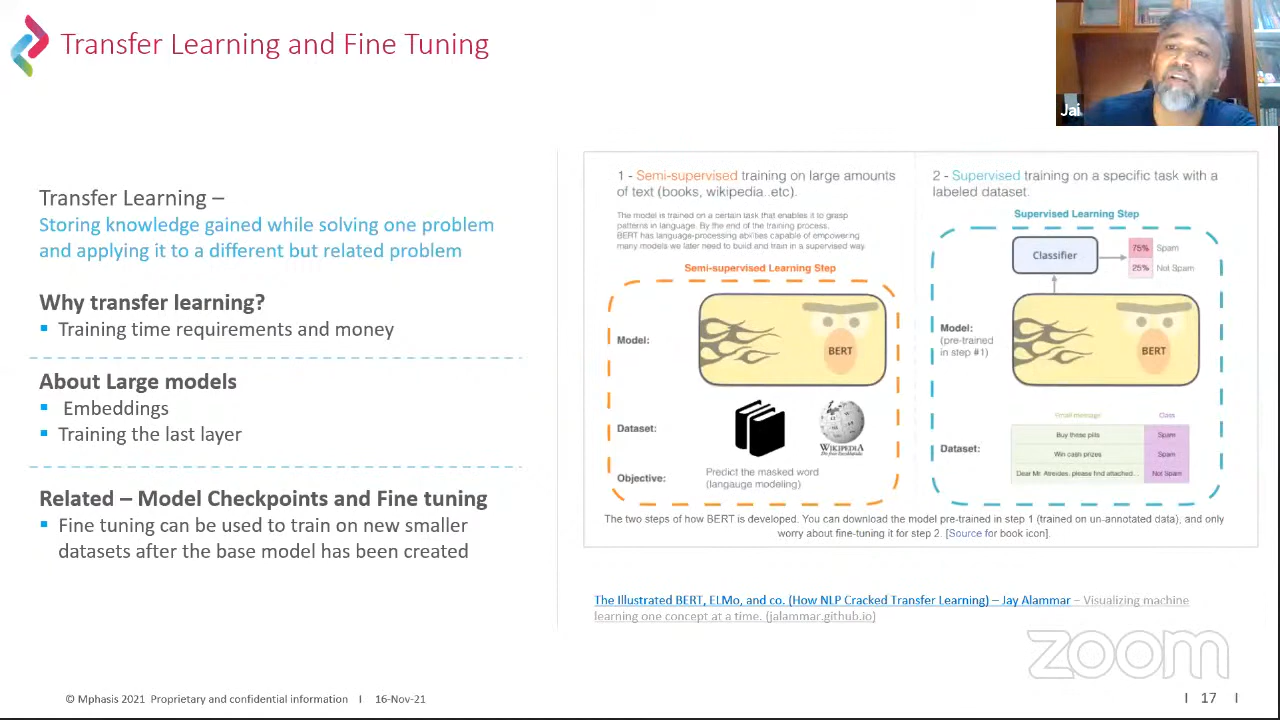 Transfer Learning and Fine Tuning
Jai
Transfer Learning –
Storing knowledge gained while solving one problem
and applying it to a different but related problem
Why transfer learning?
Training time requirements and money
About Large models
Embeddings
Training the last layer
Related – Model Checkpoints and Fine tuning
Fine tuning can be used to train on new smaller
datasets after the base model has been created
1 - Semi-supervised training on large amounts
of text (books, wikipedia..etc).
The model is trained on a certain task that enables it to grasp
patterns in language. By the end of the training process,
BERT has language-processing abilities capable of empowering
many models we later need to build and train in a supervised way.
Semi-supervised Learning Step
Model:
BERT
Dataset:
WIKIPEDIA
The Free Encyclopedia
Objective:
Predict the masked word
(langauge modeling)
2 - Supervised training on a specific task with a
labeled dataset.
Supervised Learning Step
Classifier
75% Spam
25% Not Spam
Model:
(pre-trained
in step #1)
BERT
Email message Class
Dataset:
Buy these pills Spam
Win cash prizes Spam
Dear Mr. Atreides, please find attached... Not Spam
The two steps of how BERT is developed. You can download the model pre-trained in step 1 (trained on un-annotated data), and only
worry about fine-tuning it for step 2. [Source for book icon].
The Illustrated BERT, ELMo, and co. (How NLP Cracked Transfer Learning) – Jay Alammar – Visualizing machine
learning one concept at a time. (jalammar.github.io)
zoom
© Mphasis 2021 Proprietary and confidential information I 16-Nov-21
I 17 I